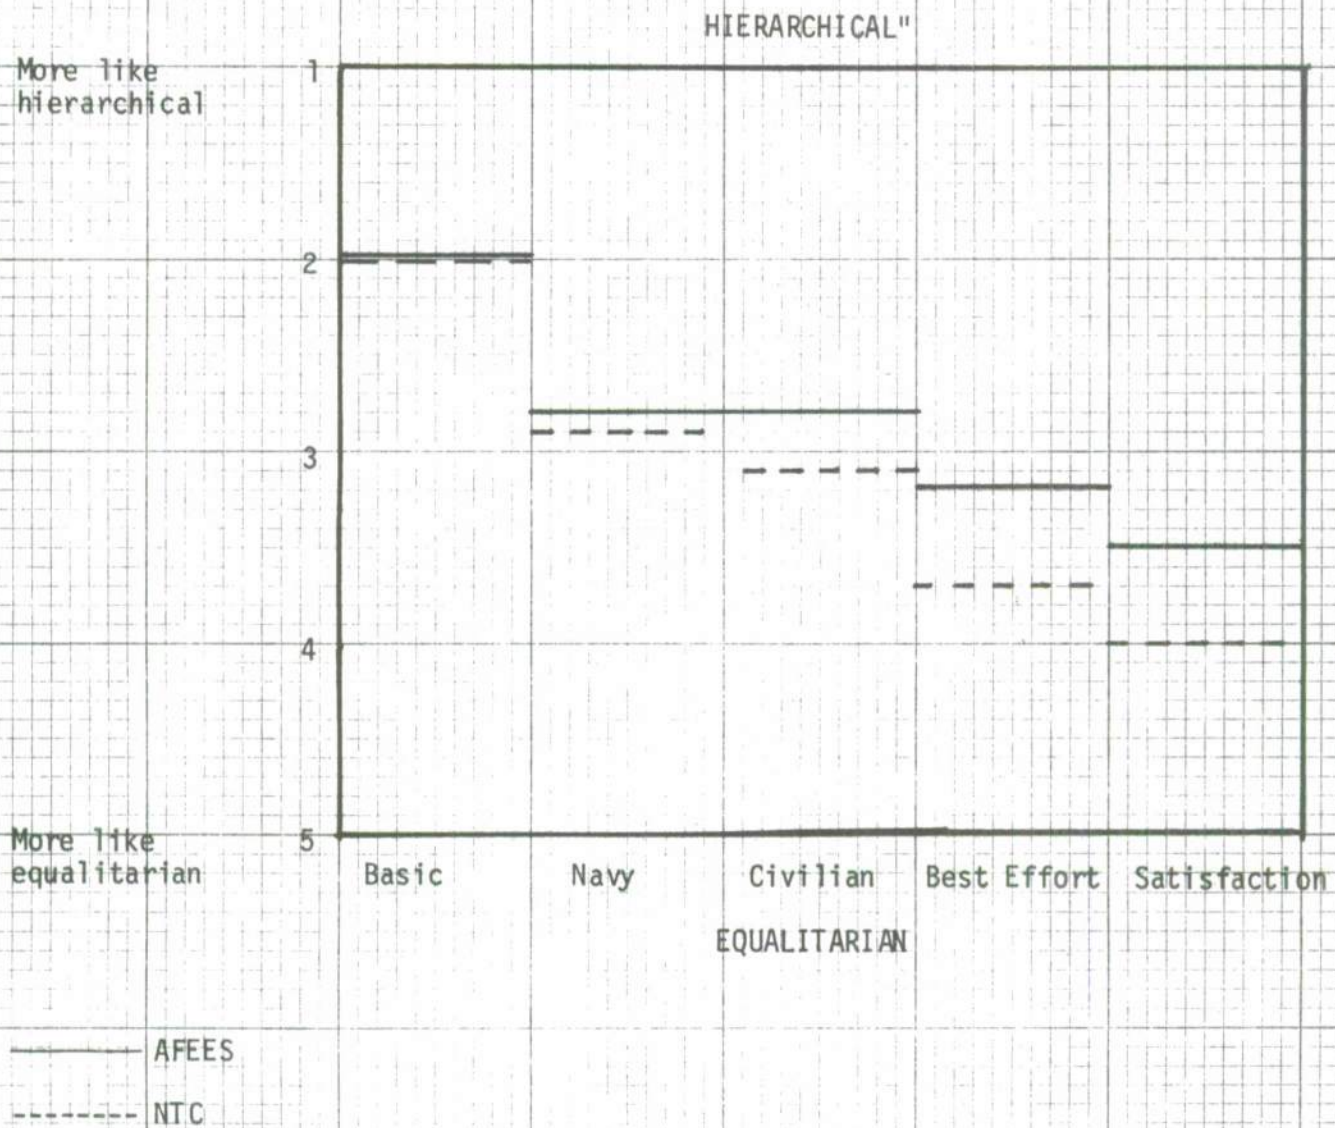 HIERARCHICAL"
More like
hierarchical
1
2
3
4
5
More like
equalitarian
Basic Navy Civilian Best Effort Satisfaction
EQUALITARIAN
AFEES
NTC